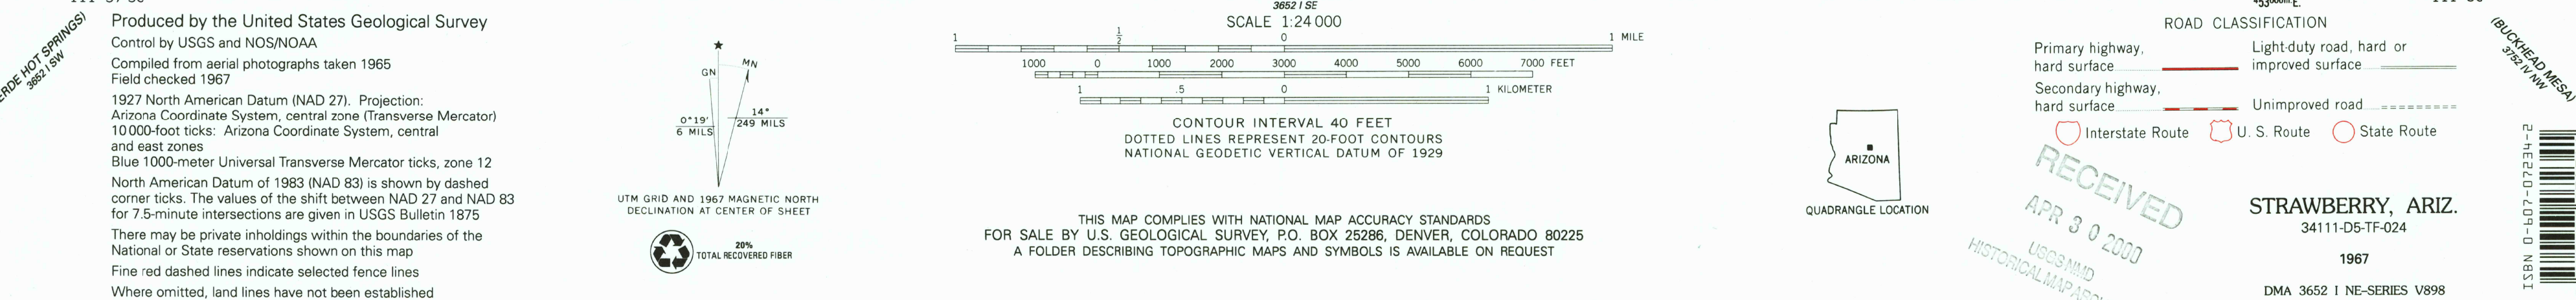 Produced by the United States Geological Survey
Control by USGS and NOS/NOAA
Compiled from aerial photographs taken 1965
Field checked 1967
1927 North American Datum (NAD 27). Projection:
Arizona Coordinate System, central zone (Transverse Mercator)
10 000-foot ticks: Arizona Coordinate System, central
and east zones
Blue 1000-meter Universal Transverse Mercator ticks, zone 12
North American Datum of 1983 (NAD 83) is shown by dashed
corner ticks. The values of the shift between NAD 27 and NAD 83
for 7.5-minute intersections are given in USGS Bulletin 1875
There may be private inholdings within the boundaries of the
National or State reservations shown on this map
Fine red dashed lines indicate selected fence lines
Where omitted, land lines have not been established
HOT SPRINGS)
3652 I SW
GN
MN
0°19'
6 MILS
14°
249 MILS
UTM GRID AND 1967 MAGNETIC NORTH
DECLINATION AT CENTER OF SHEET
20%
TOTAL RECOVERED FIBER
3652 I SE
SCALE 1:24 000
1 1/2 0 1 MILE
1000 0 1000 2000 3000 4000 5000 6000 7000 FEET
1 .5 0 1 KILOMETER
CONTOUR INTERVAL 40 FEET
DOTTED LINES REPRESENT 20-FOOT CONTOURS
NATIONAL GEODETIC VERTICAL DATUM OF 1929
THIS MAP COMPLIES WITH NATIONAL MAP ACCURACY STANDARDS
FOR SALE BY U.S. GEOLOGICAL SURVEY, P.O. BOX 25286, DENVER, COLORADO 80225
A FOLDER DESCRIBING TOPOGRAPHIC MAPS AND SYMBOLS IS AVAILABLE ON REQUEST
ARIZONA
QUADRANGLE LOCATION
ROAD CLASSIFICATION
Primary highway,
hard surface
Light-duty road, hard or
improved surface
Secondary highway,
hard surface
Unimproved road
Interstate Route
U. S. Route
State Route
RECEIVED
APR 3 0 2000
USGS NMD
HISTORICAL MAP
(BUCKHEAD MESA)
3752 IV NW
STRAWBERRY, ARIZ.
34111-D5-TF-024
1967
DMA 3652 I NE-SERIES V898